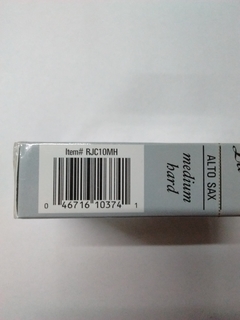 Item# RJC10MH
0 46716 10374 1
ALTO SAX
medium
hard